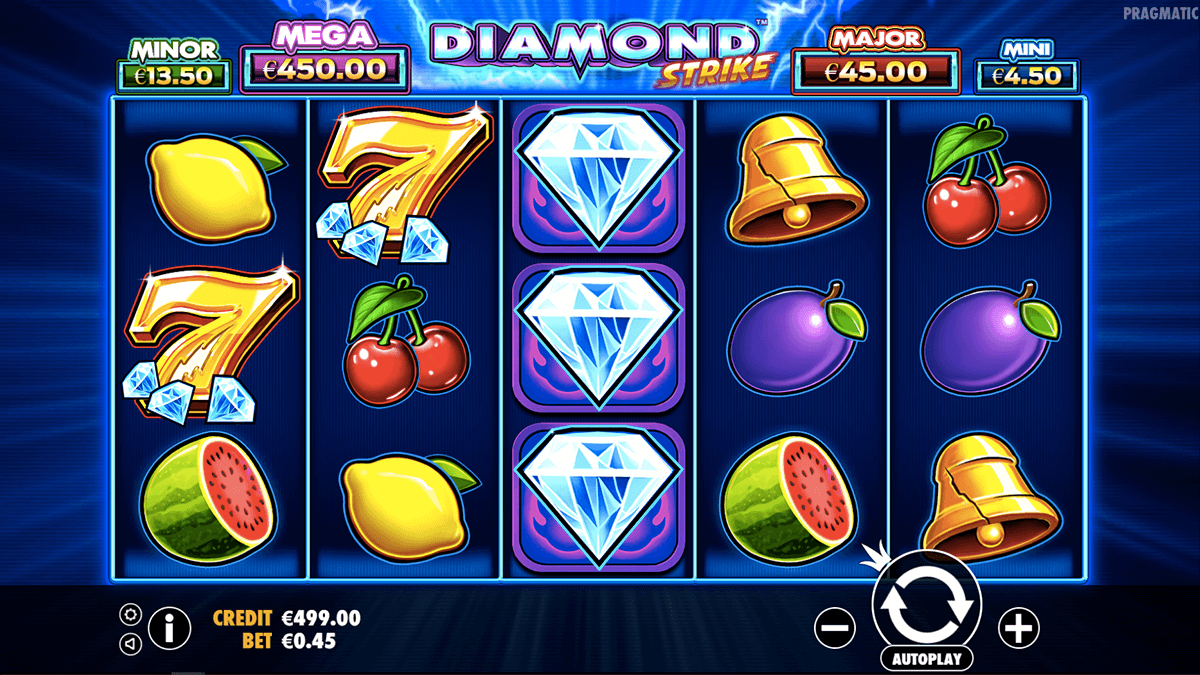 PRAGMATIC
DIAMOND™
STRIKE
MINOR
€13.50
MEGA
€450.00
MAJOR
€45.00
MINI
€4.50
CREDIT €499.00
BET €0.45
AUTOPLAY